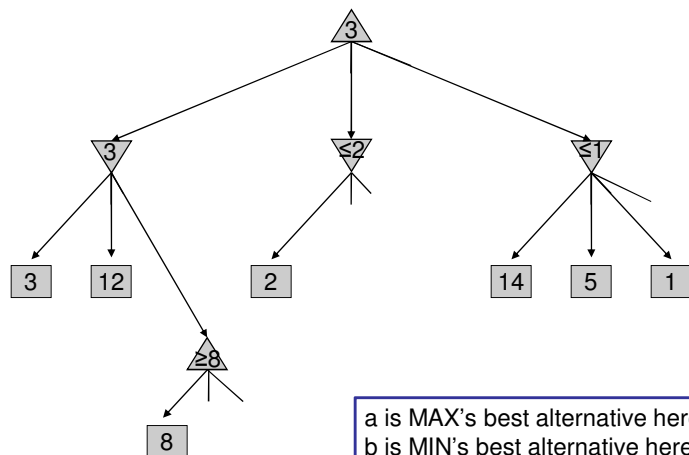 3
3 ≤2 ≤1
3 12 2 14 5 1
≥8
8
a is MAX's best alternative here
b is MIN's best alternative here